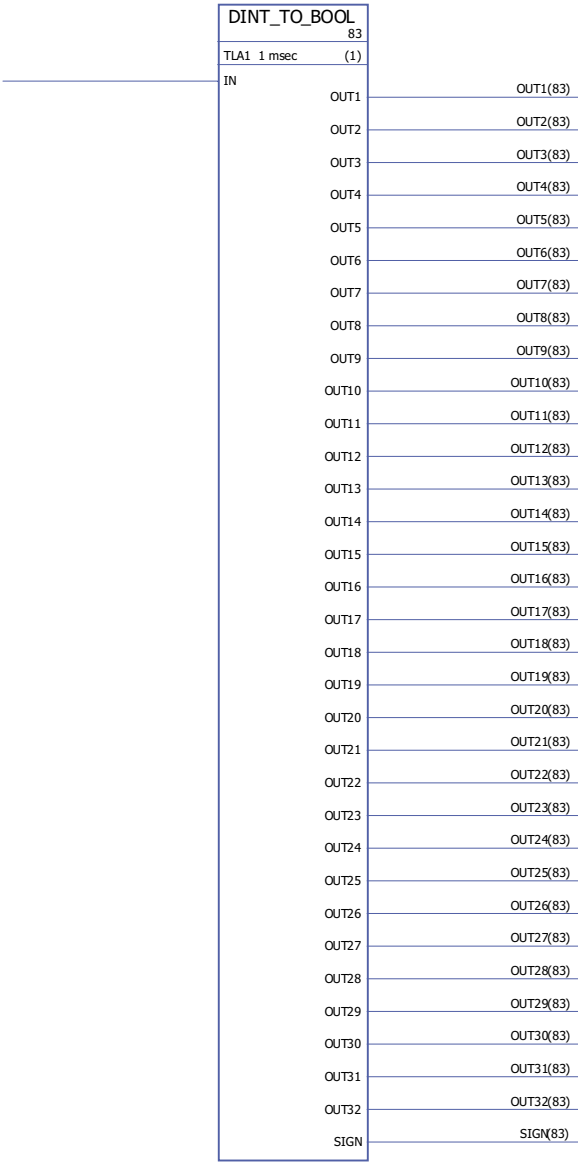 DINT_TO_BOOL
83
TLA1 1 msec (1)
IN
OUT1 OUT1(83)
OUT2 OUT2(83)
OUT3 OUT3(83)
OUT4 OUT4(83)
OUT5 OUT5(83)
OUT6 OUT6(83)
OUT7 OUT7(83)
OUT8 OUT8(83)
OUT9 OUT9(83)
OUT10 OUT10(83)
OUT11 OUT11(83)
OUT12 OUT12(83)
OUT13 OUT13(83)
OUT14 OUT14(83)
OUT15 OUT15(83)
OUT16 OUT16(83)
OUT17 OUT17(83)
OUT18 OUT18(83)
OUT19 OUT19(83)
OUT20 OUT20(83)
OUT21 OUT21(83)
OUT22 OUT22(83)
OUT23 OUT23(83)
OUT24 OUT24(83)
OUT25 OUT25(83)
OUT26 OUT26(83)
OUT27 OUT27(83)
OUT28 OUT28(83)
OUT29 OUT29(83)
OUT30 OUT30(83)
OUT31 OUT31(83)
OUT32 OUT32(83)
SIGN SIGN(83)